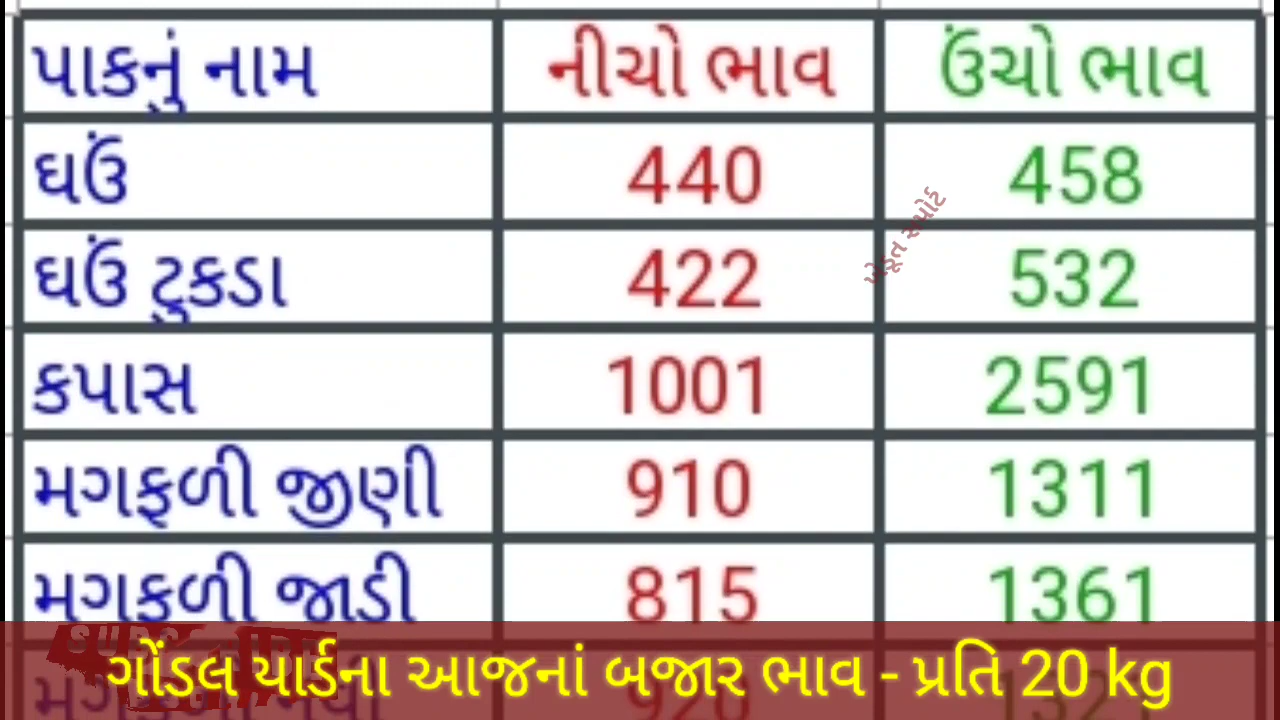 પાકનું નામ નીચો ભાવ ઉંચો ભાવ
ઘઉં 440 458
ઘઉં ટુકડા 422 532
કપાસ 1001 2591
મગફળી જીણી 910 1311
મગફળી જાડી 815 1361
ગોંડલ યાર્ડના આજનાં બજાર ભાવ - પ્રતિ 20 kg